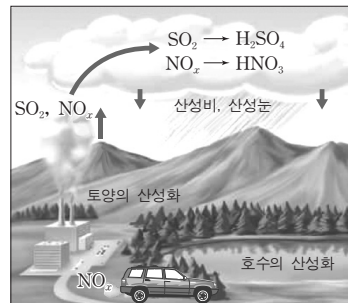 SO₂ → H₂SO₄
NOₓ → HNO₃
SO₂, NOₓ
산성비, 산성눈
토양의 산성화
호수의 산성화
NOₓ